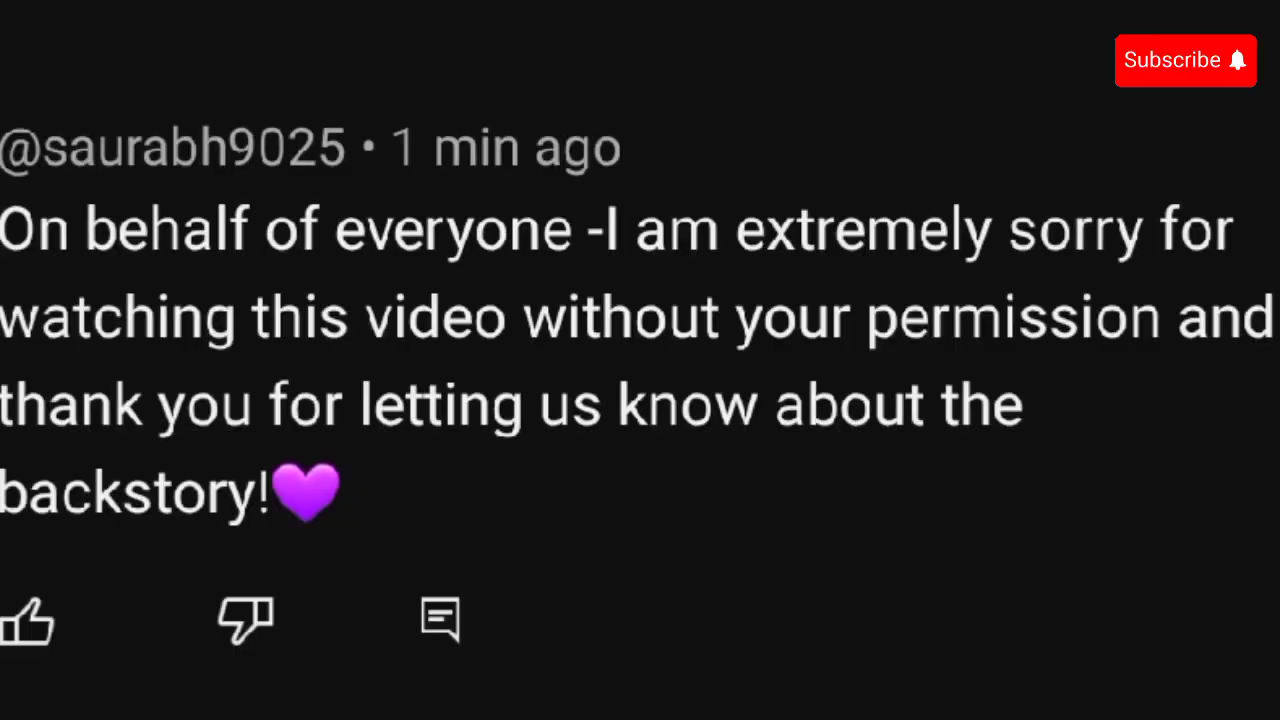 Subscribe
@saurabh9025 • 1 min ago
On behalf of everyone -I am extremely sorry for
watching this video without your permission and
thank you for letting us know about the
backstory!💜